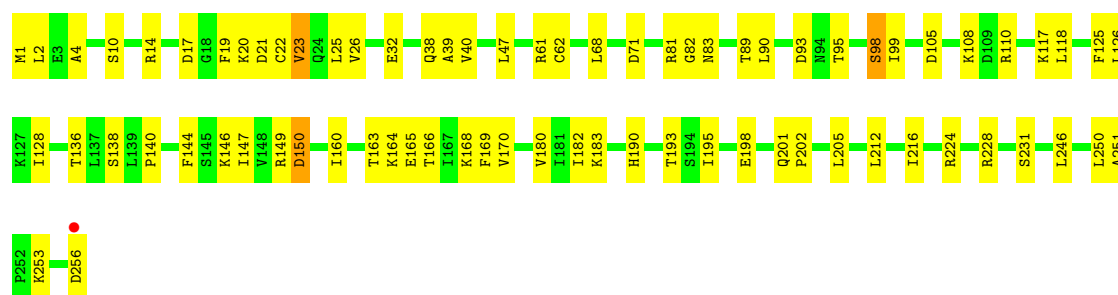 M1 L2 E3 A4 S10 R14 D17 G18 F19 K20 D21 C22 V23 Q24 L25 V26 E32 Q38 A39 V40 L47 R61 C62 L68 D71 R81 G82 N83 T89 L90 D93 N94 T95 S98 I99 D105 K108 D109 R110 K117 L118 F125 L126
K127 I128 T136 L137 S138 L139 P140 F144 S145 K146 I147 V148 R149 D150 I160 T163 K164 E165 T166 I167 K168 F169 V170 V180 I181 I182 K183 H190 T193 S194 I195 E198 Q201 P202 L205 L212 I216 R224 R228 S231 L246 L250 A251
P252 K253 D256